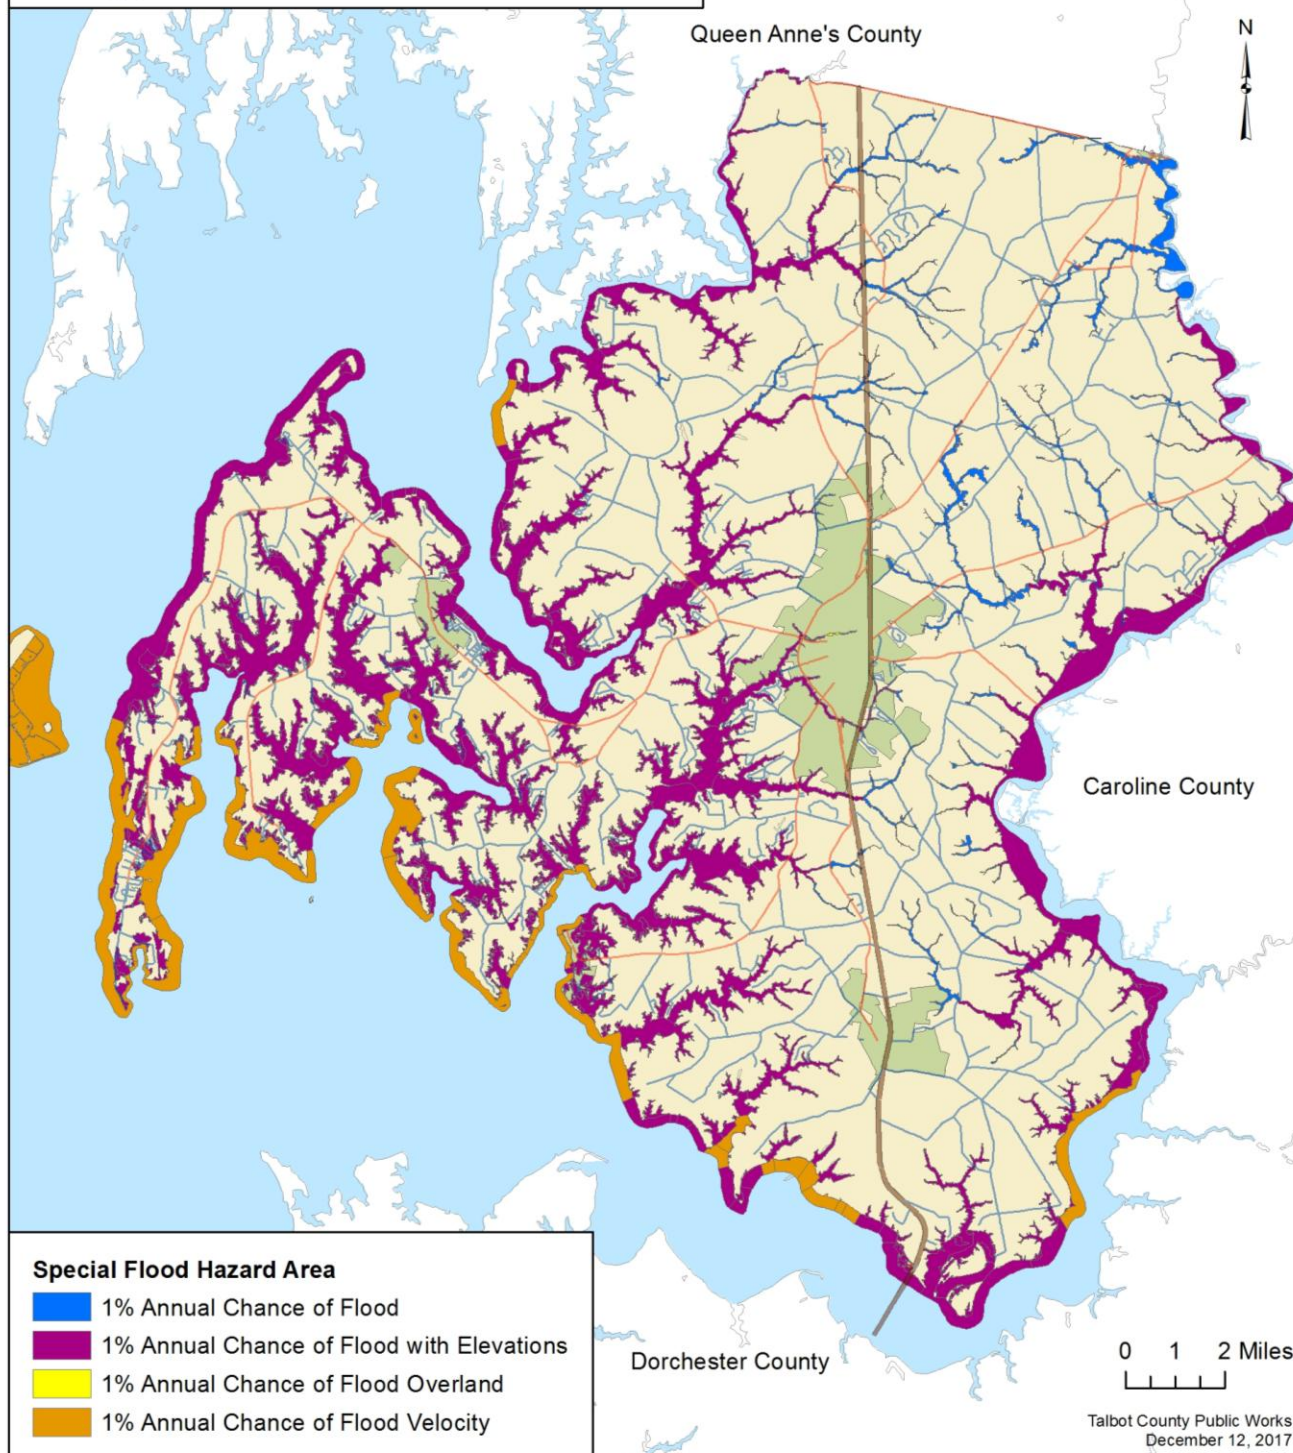 Queen Anne's County
N
Caroline County
Special Flood Hazard Area
1% Annual Chance of Flood
1% Annual Chance of Flood with Elevations
1% Annual Chance of Flood Overland
1% Annual Chance of Flood Velocity
Dorchester County
0 1 2 Miles
Talbot County Public Works
December 12, 2017